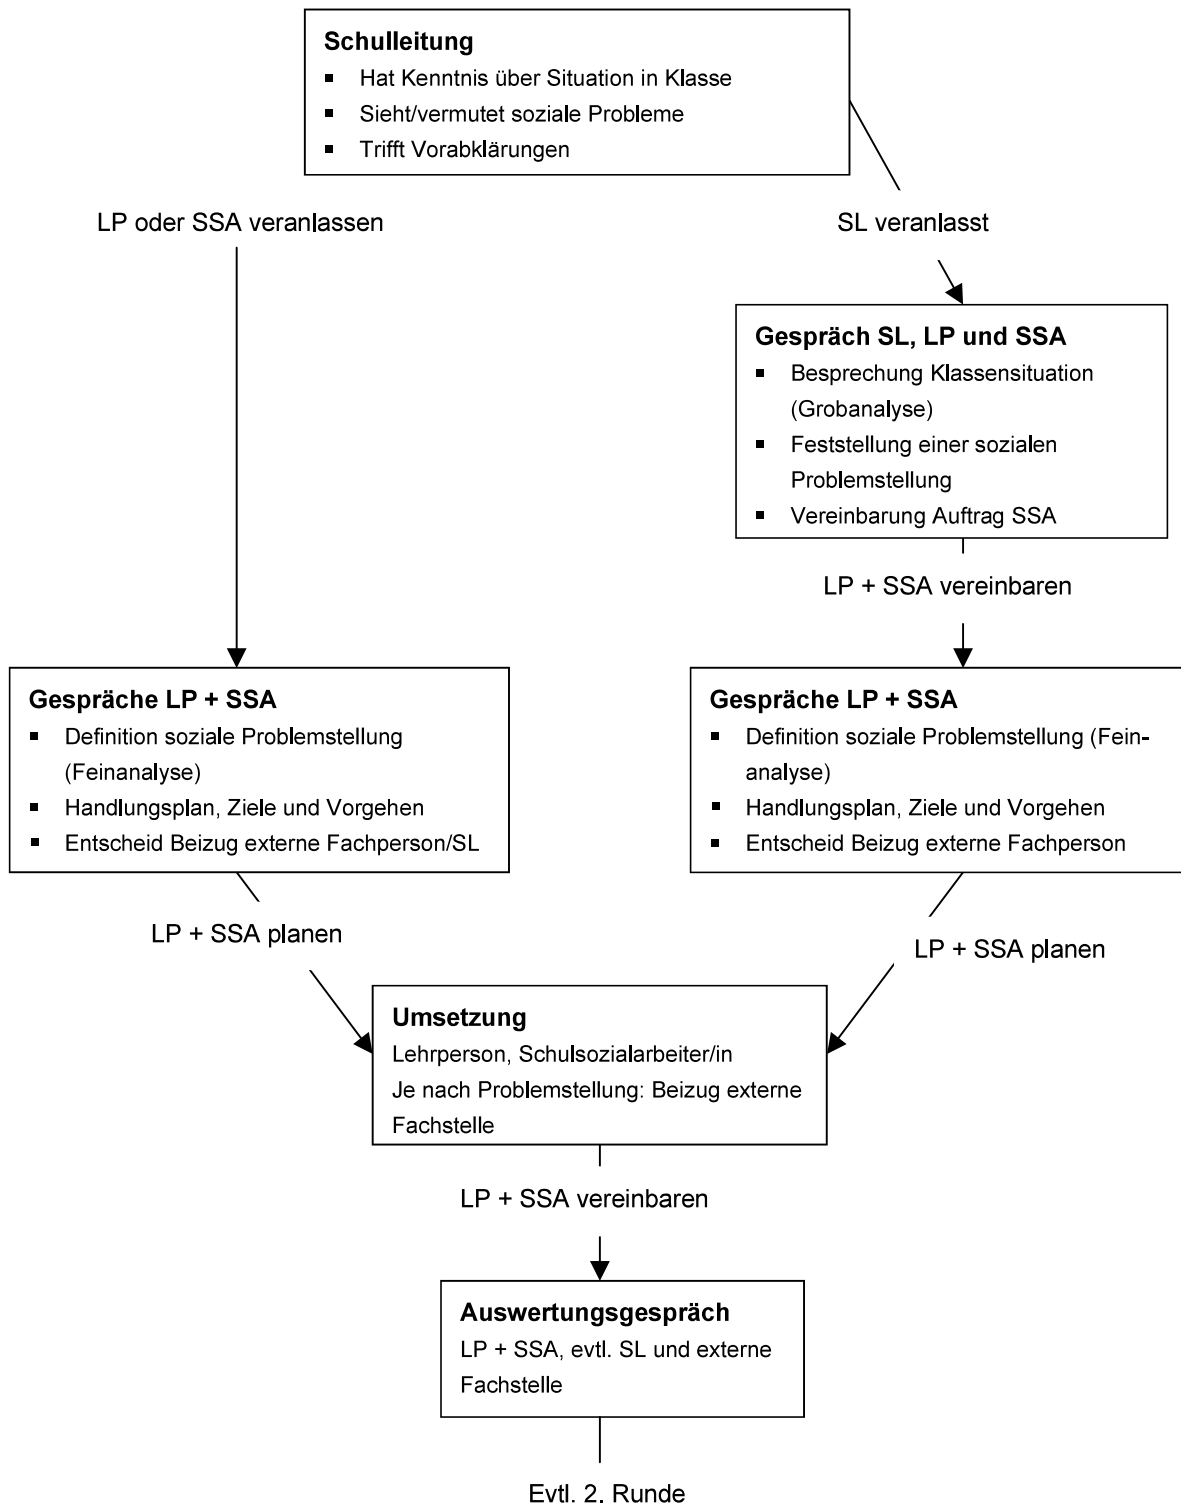 Schulleitung
▪ Hat Kenntnis über Situation in Klasse
▪ Sieht/vermutet soziale Probleme
▪ Trifft Vorabklärungen
LP oder SSA veranlassen
SL veranlasst
Gespräch SL, LP und SSA
▪ Besprechung Klassensituation
(Grobanalyse)
▪ Feststellung einer sozialen
Problemstellung
▪ Vereinbarung Auftrag SSA
LP + SSA vereinbaren
Gespräche LP + SSA
▪ Definition soziale Problemstellung
(Feinanalyse)
▪ Handlungsplan, Ziele und Vorgehen
▪ Entscheid Beizug externe Fachperson/SL
Gespräche LP + SSA
▪ Definition soziale Problemstellung (Fein-
analyse)
▪ Handlungsplan, Ziele und Vorgehen
▪ Entscheid Beizug externe Fachperson
LP + SSA planen
LP + SSA planen
Umsetzung
Lehrperson, Schulsozialarbeiter/in
Je nach Problemstellung: Beizug externe
Fachstelle
LP + SSA vereinbaren
Auswertungsgespräch
LP + SSA, evtl. SL und externe
Fachstelle
Evtl. 2. Runde